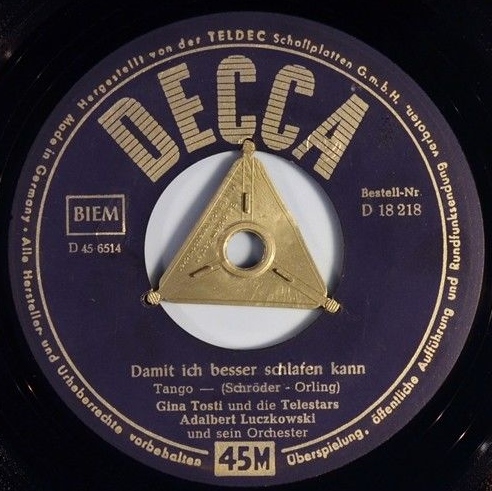 Made in Germany. Hergestellt von der TELDEC Schallplatten G.m.b.H.
DECCA
BIEM
D 45-6514
Bestell-Nr.
D 18 218
Damit ich besser schlafen kann
Tango — (Schröder - Orling)
Gina Tosti und die Telestars
Adalbert Luczkowski
und sein Orchester
Alle Hersteller- und Urheberrechte vorbehalten
45M
Überspielung, öffentliche Aufführung und Rundfunksendung verboten.